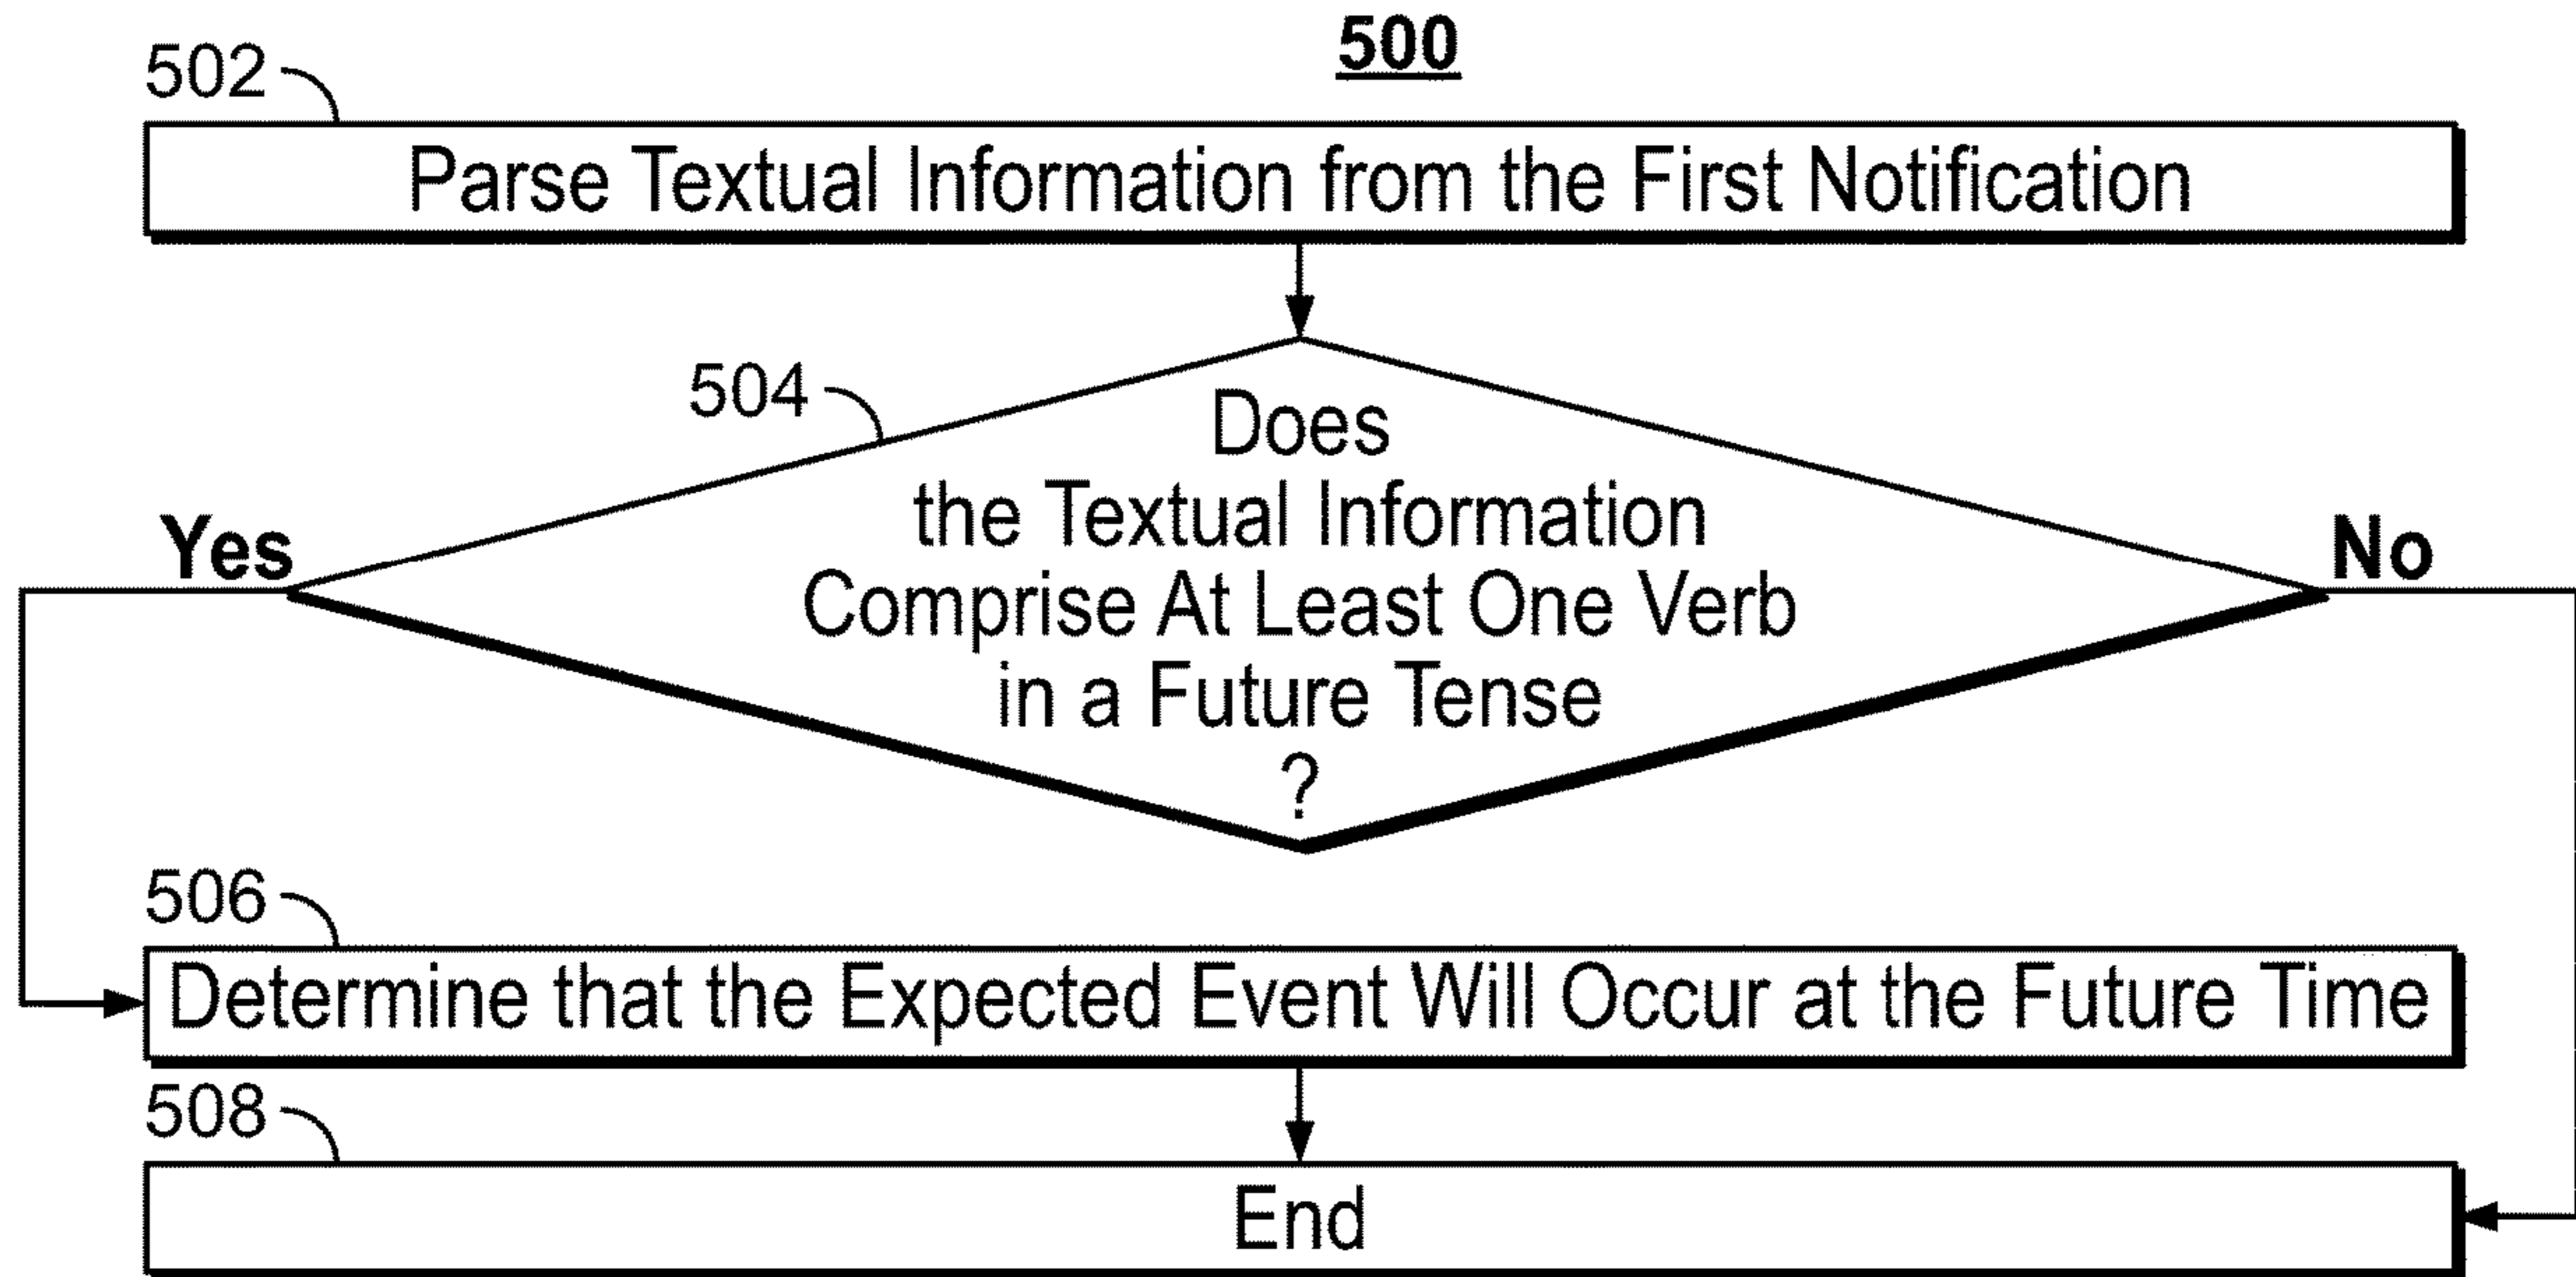 500
502
Parse Textual Information from the First Notification
504
Does
the Textual Information
Comprise At Least One Verb
in a Future Tense
?
Yes
No
506
Determine that the Expected Event Will Occur at the Future Time
508
End